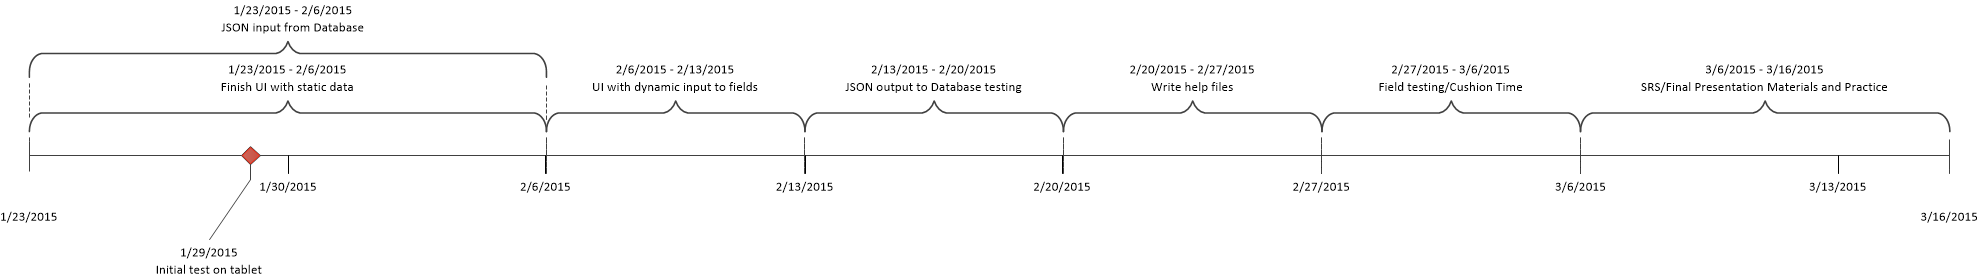 1/23/2015 - 2/6/2015
JSON input from Database
1/23/2015 - 2/6/2015
Finish UI with static data
2/6/2015 - 2/13/2015
UI with dynamic input to fields
2/13/2015 - 2/20/2015
JSON output to Database testing
2/20/2015 - 2/27/2015
Write help files
2/27/2015 - 3/6/2015
Field testing/Cushion Time
3/6/2015 - 3/16/2015
SRS/Final Presentation Materials and Practice
1/30/2015
2/6/2015
2/13/2015
2/20/2015
2/27/2015
3/6/2015
3/13/2015
1/23/2015
3/16/2015
1/29/2015
Initial test on tablet